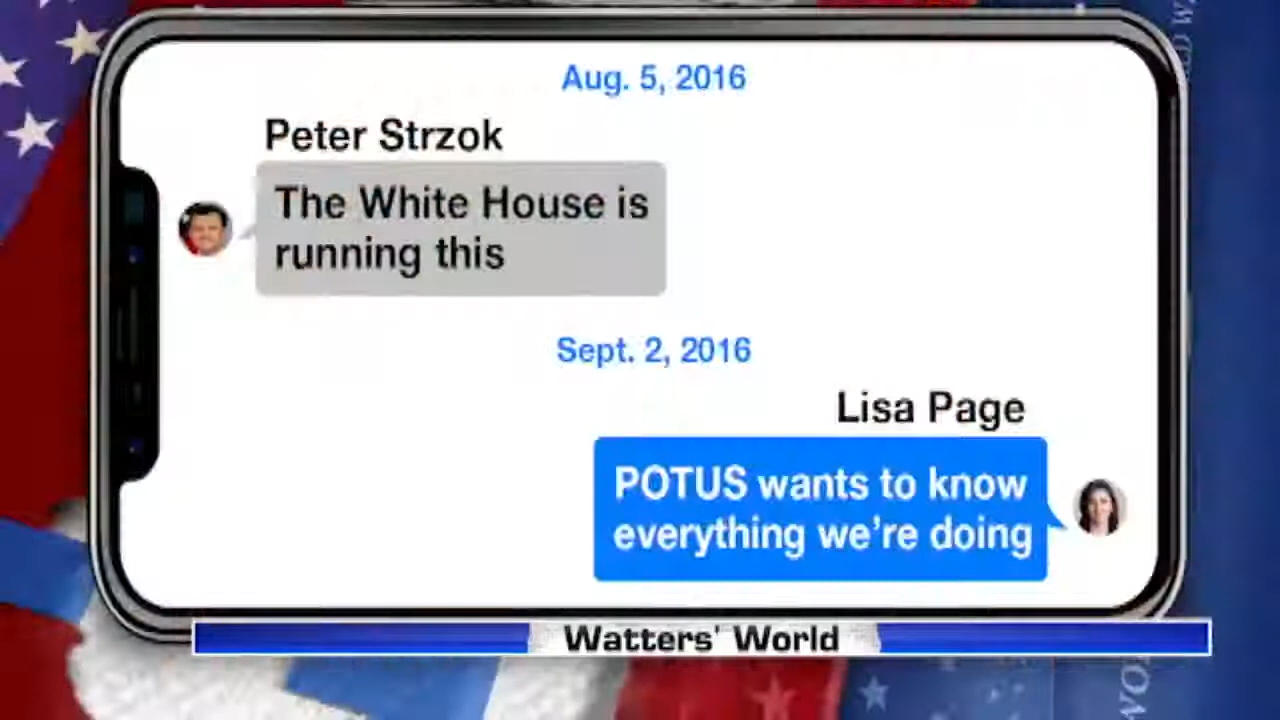 Aug. 5, 2016
Peter Strzok
The White House is
running this
Sept. 2, 2016
Lisa Page
POTUS wants to know
everything we're doing
Watters' World